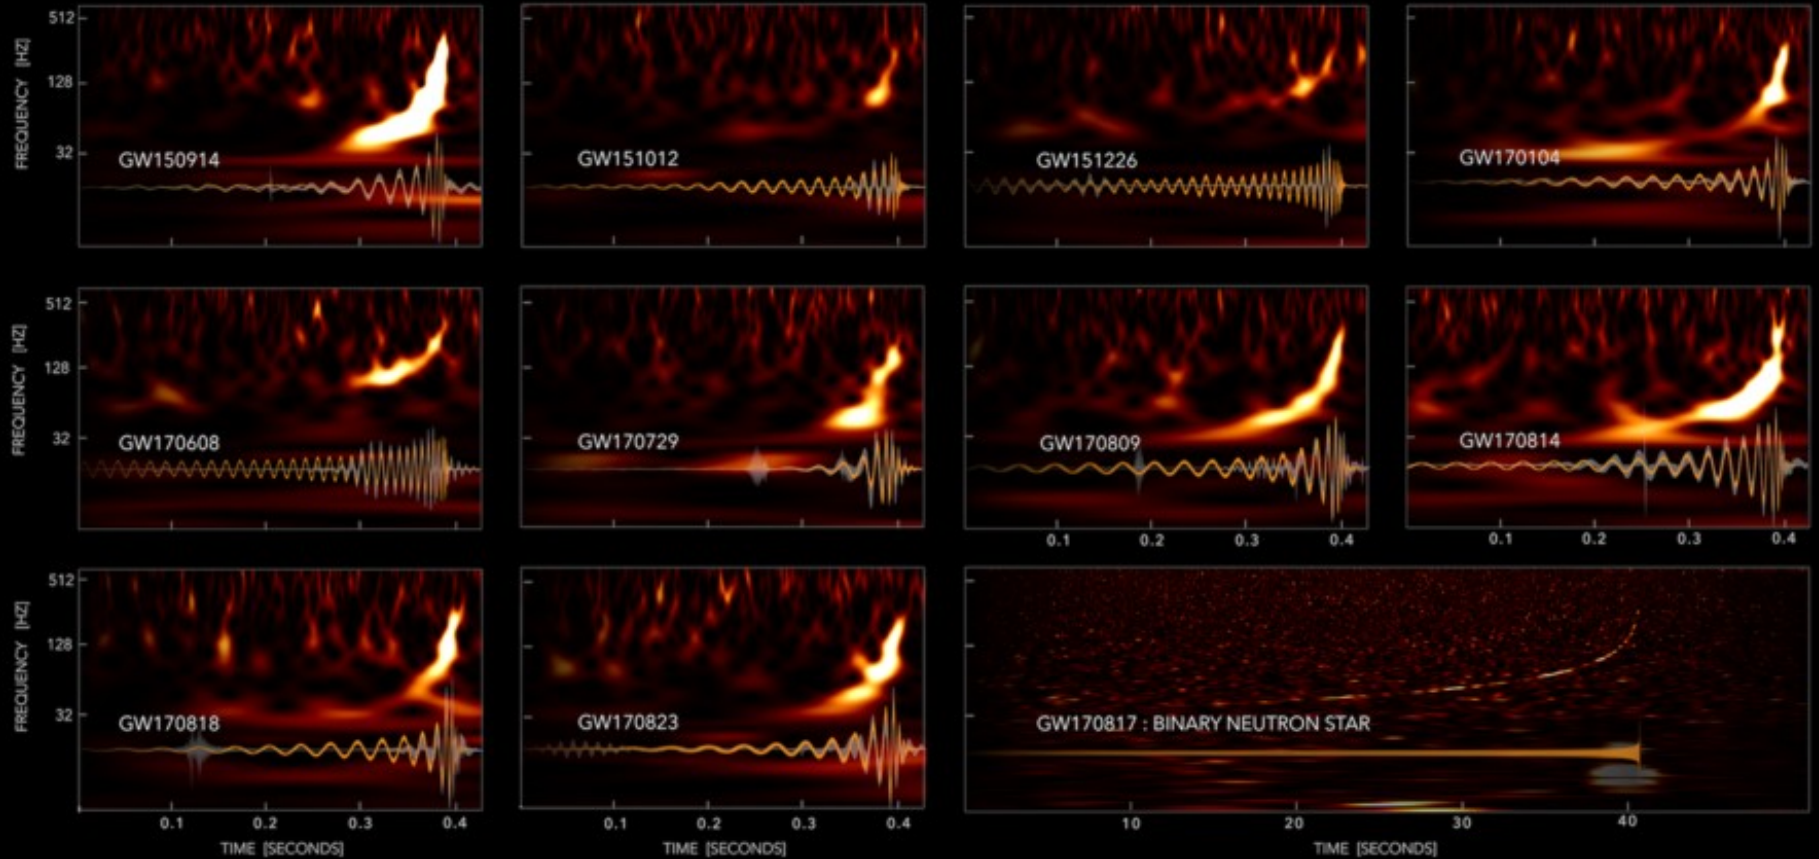 FREQUENCY [HZ]
512
128
32
GW150914
GW151012
GW151226
GW170104
FREQUENCY [HZ]
512
128
32
GW170608
GW170729
GW170809
GW170814
0.1 0.2 0.3 0.4
0.1 0.2 0.3 0.4
FREQUENCY [HZ]
512
128
32
GW170818
GW170823
GW170817 : BINARY NEUTRON STAR
0.1 0.2 0.3 0.4
0.1 0.2 0.3 0.4
10 20 30 40
TIME [SECONDS]
TIME [SECONDS]
TIME [SECONDS]